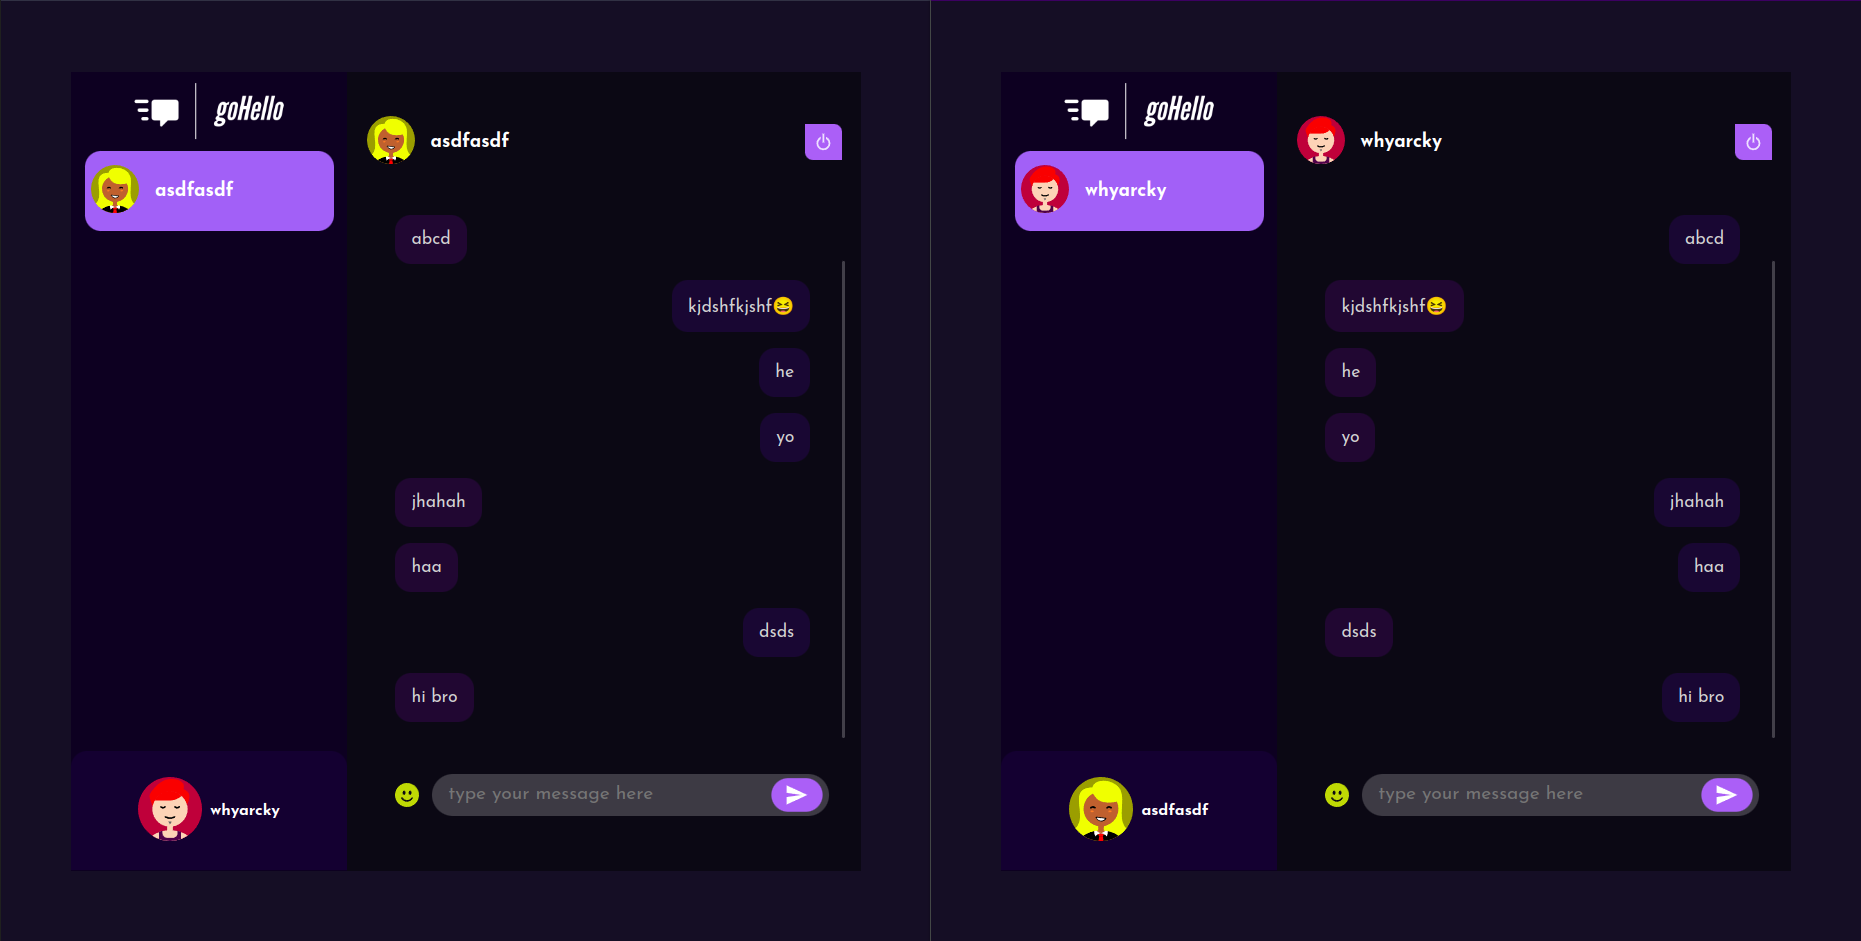 goHello
asdfasdf
asdfasdf
abcd
kjdshfkjshf😆
he
yo
jhahah
haa
dsds
hi bro
whyarcky
type your message here
goHello
whyarcky
whyarcky
abcd
kjdshfkjshf😆
he
yo
jhahah
haa
dsds
hi bro
asdfasdf
type your message here